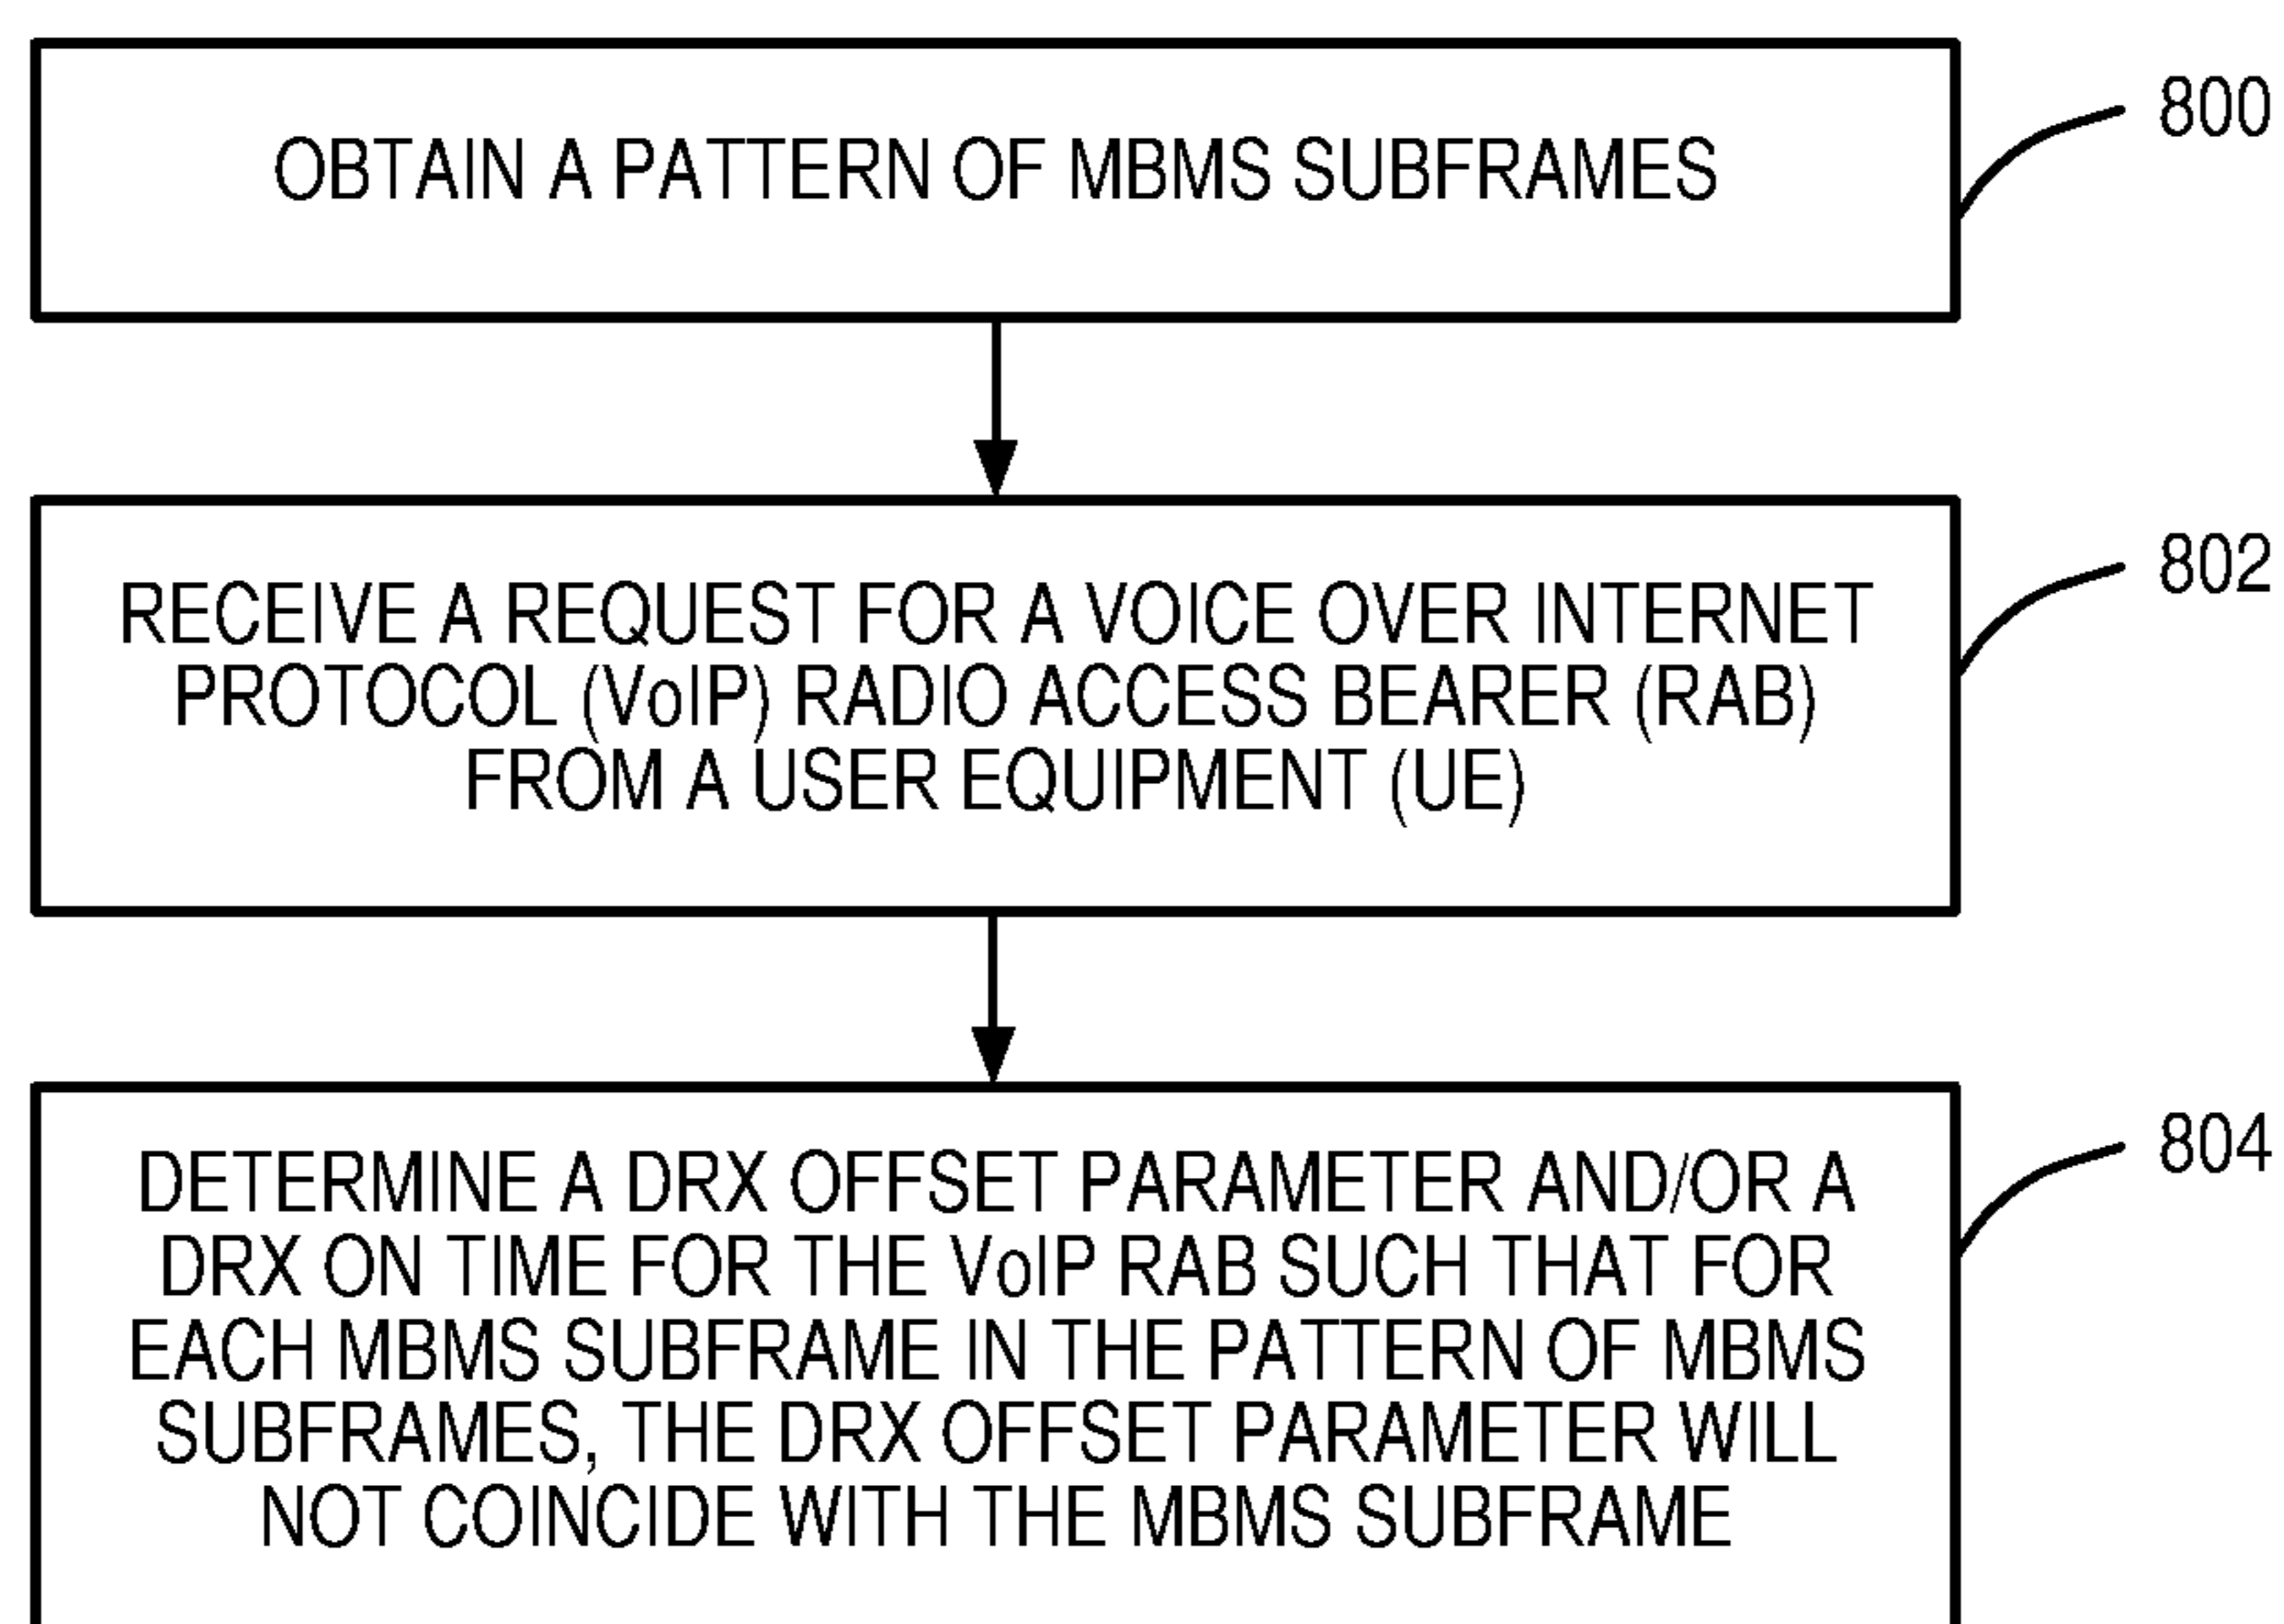 OBTAIN A PATTERN OF MBMS SUBFRAMES
800
RECEIVE A REQUEST FOR A VOICE OVER INTERNET
PROTOCOL (VoIP) RADIO ACCESS BEARER (RAB)
FROM A USER EQUIPMENT (UE)
802
DETERMINE A DRX OFFSET PARAMETER AND/OR A
DRX ON TIME FOR THE VoIP RAB SUCH THAT FOR
EACH MBMS SUBFRAME IN THE PATTERN OF MBMS
SUBFRAMES, THE DRX OFFSET PARAMETER WILL
NOT COINCIDE WITH THE MBMS SUBFRAME
804